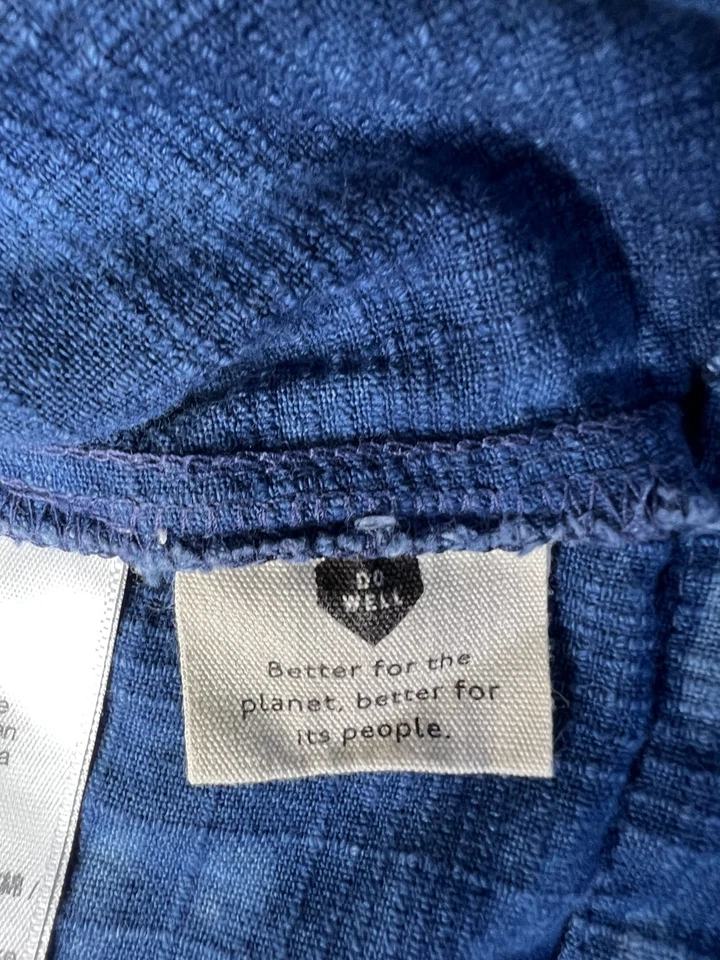 DO
WELL
Better for the
planet, better for
its people.